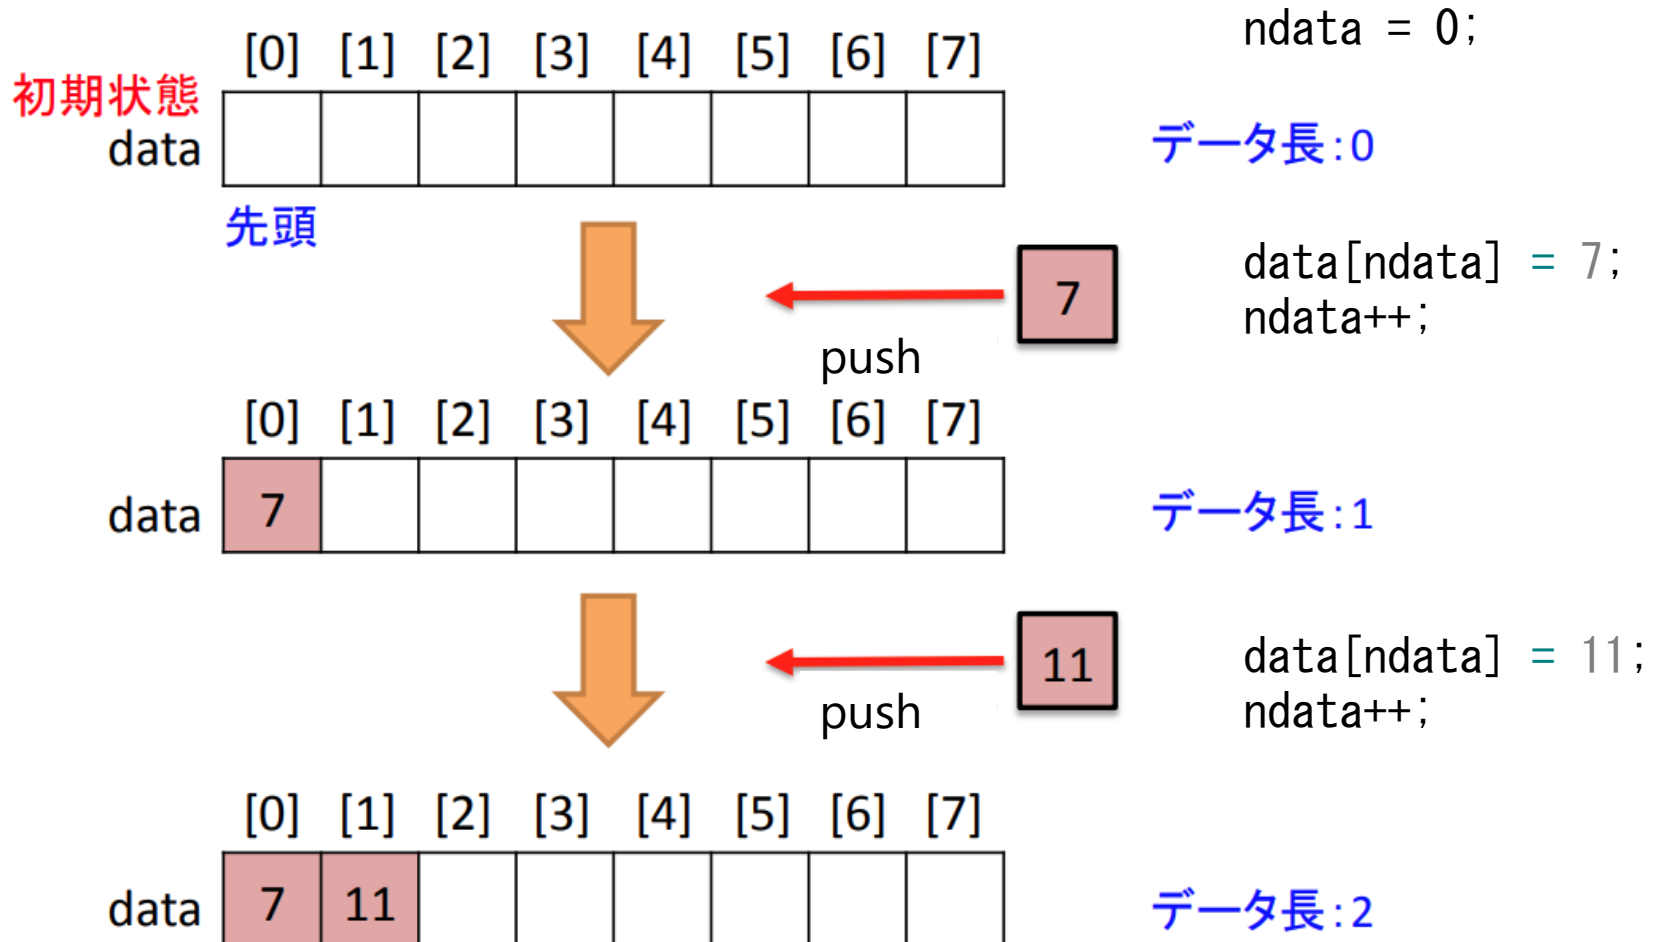 ndata = 0;
[0] [1] [2] [3] [4] [5] [6] [7]
初期状態
data
データ長:0
先頭
7
data[ndata] = 7;
ndata++;
push
[0] [1] [2] [3] [4] [5] [6] [7]
data 7
データ長:1
11
data[ndata] = 11;
ndata++;
push
[0] [1] [2] [3] [4] [5] [6] [7]
data 7 11
データ長:2